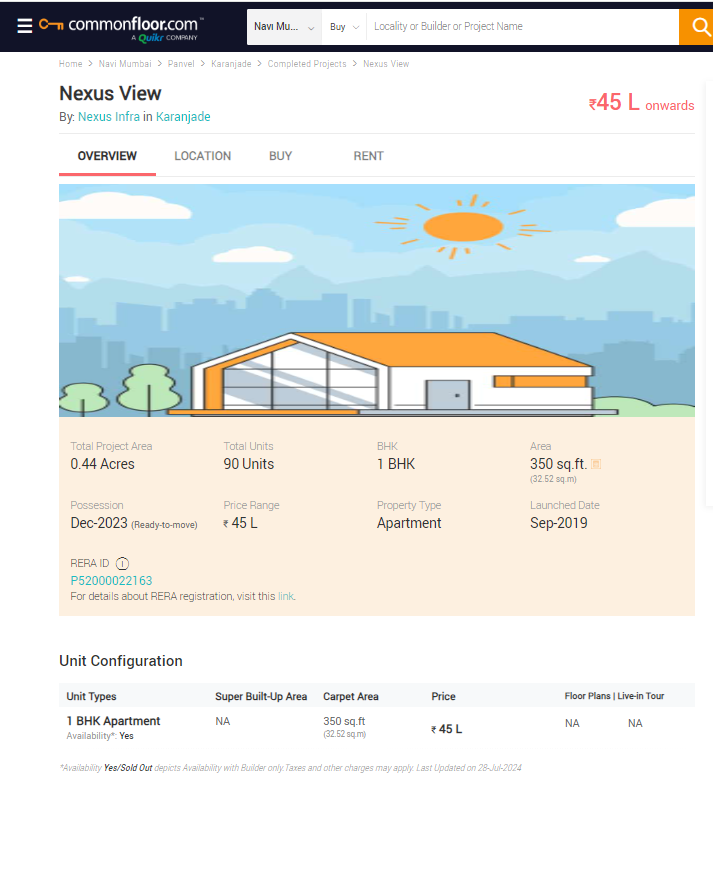 commonfloor.com™
A Quikr COMPANY
Navi Mu... Buy Locality or Builder or Project Name
Home > Navi Mumbai > Panvel > Karanjade > Completed Projects > Nexus View
Nexus View
₹45 L onwards
By: Nexus Infra in Karanjade
OVERVIEW LOCATION BUY RENT
Total Project Area Total Units BHK Area
0.44 Acres 90 Units 1 BHK 350 sq.ft.
(32.52 sq.m)
Possession Price Range Property Type Launched Date
Dec-2023 (Ready-to-move) ₹ 45 L Apartment Sep-2019
RERA ID i
P52000022163
For details about RERA registration, visit this link.
Unit Configuration
Unit Types Super Built-Up Area Carpet Area Price Floor Plans | Live-in Tour
1 BHK Apartment NA 350 sq.ft ₹ 45 L NA NA
Availability*: Yes (32.52 sq.m)
*Availability Yes/Sold Out depicts Availability with Builder only.Taxes and other charges may apply. Last Updated on 28-Jul-2024